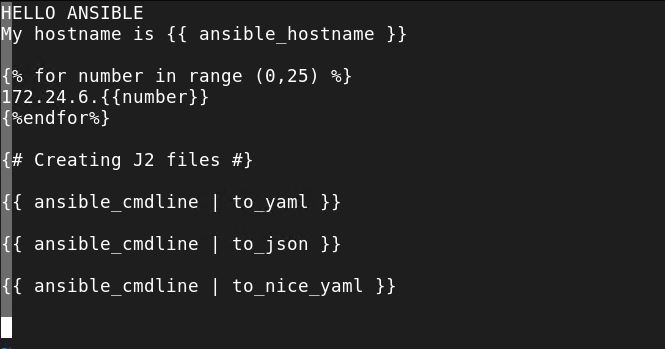 HELLO ANSIBLE
My hostname is {{ ansible_hostname }}
{% for number in range (0,25) %}
172.24.6.{{number}}
{%endfor%}
{# Creating J2 files #}
{{ ansible_cmdline | to_yaml }}
{{ ansible_cmdline | to_json }}
{{ ansible_cmdline | to_nice_yaml }}